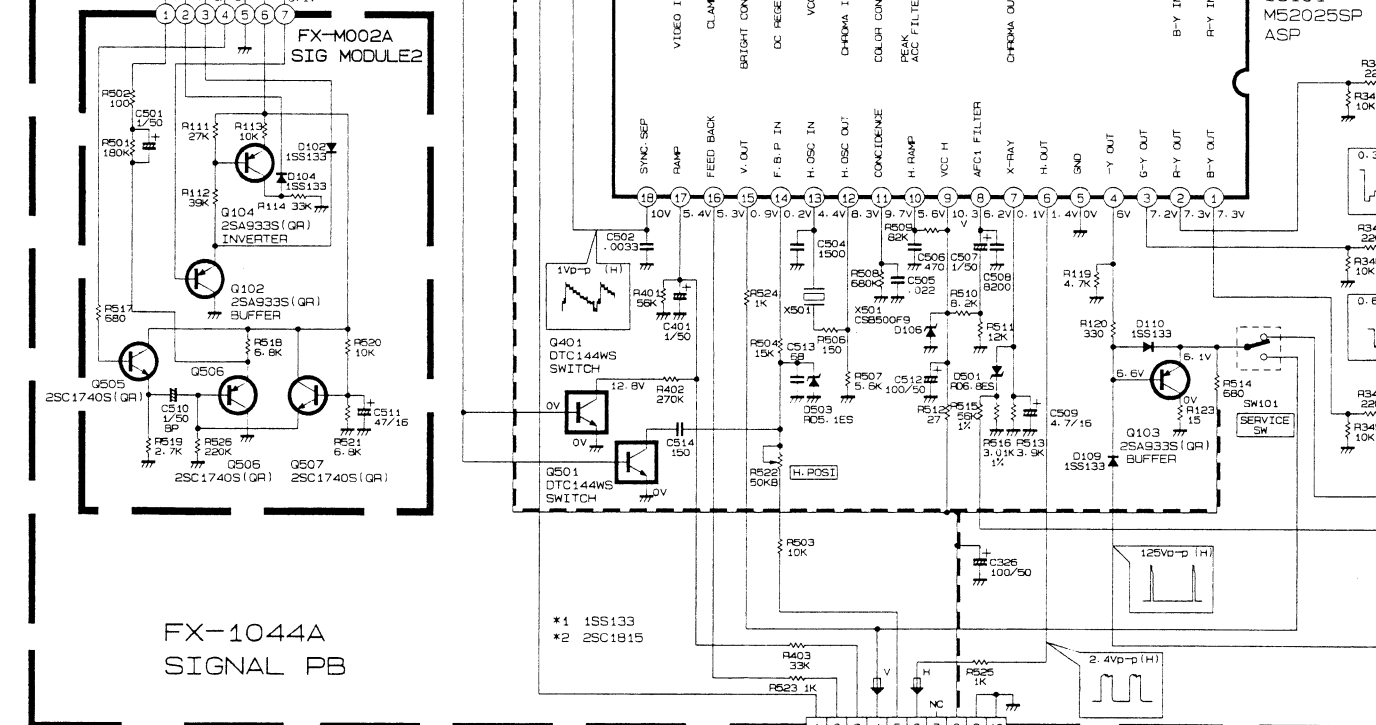 1 2 3 4 5 6 7
FX-M002A
SIG MODULE2
R502
100
C501
1/50
R501
180K
R111
27K
R113
10K
D102
1SS133
D104
1SS133
R112
39K
R114 33K
Q104
2SA933S(QR)
INVERTER
Q102
2SA933S(QR)
BUFFER
R517
680
R518
6.8K
R520
10K
Q505
2SC1740S(QR)
Q506
C510
1/50
BP
C511
47/16
R519
2.7K
R526
220K
R521
6.8K
Q506
2SC1740S(QR)
Q507
2SC1740S(QR)
FX-1044A
SIGNAL PB
M52025SP
ASP
SYNC.SEP
RAMP
FEED BACK
V.OUT
F.B.P IN
H.OSC IN
H.OSC OUT
CONCIDENCE
H.RAMP
VCC H
AFC1 FILTER
X-RAY
H.OUT
GND
-Y OUT
G-Y OUT
R-Y OUT
B-Y OUT
PEAK
ACC FILTE
18 17 16 15 14 13 12 11 10 9 8 7 6 5 4 3 2 1
10V 5.4V 5.3V 0.9V 0.2V 4.4V 8.3V 9.7V 5.6V 10.3
V
6.2V 0.1V 1.4V 0V 6V 7.2V 7.3V 7.3V
C502
.0033
1Vp-p (H)
R401
56K
C401
1/50
Q401
DTC144WS
SWITCH
12.8V
R402
270K
0V
0V
C514
150
Q501
DTC144WS
SWITCH
0V
R524
1K
R504
15K
C504
1500
X501
R506
150
C513
68
D503
RD5.1ES
R507
5.6K
R508
680K
X501
CSB500F9
R509
82K
C505
.022
C506
470
C507
1/50
C508
8200
R510
8.2K
D106
R511
12K
C512
100/50
D501
RD6.8ES
R512
27
R515
56K
1%
R516
3.01K
1%
R513
3.9K
C509
4.7/16
R522
50KB
H.POSI
R119
4.7K
R120
330
D110
1SS133
6.1V
6.6V
0V
R123
15
R514
680
Q103
2SA933S(QR)
BUFFER
D109
1SS133
SW101
SERVICE
SW
R503
10K
C326
100/50
125Vp-p (H)
2.4Vp-p(H)
*1 1SS133
*2 2SC1815
R403
33K
R523 1K
R525
1K
V
H
NC
10K
10K
10K